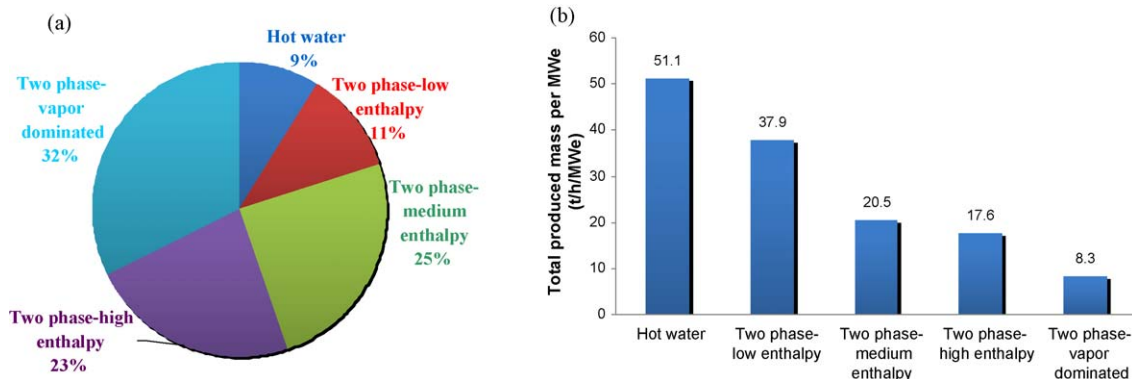 (a)
Hot water
9%
Two phase-low
enthalpy
11%
Two phase-
medium
enthalpy
25%
Two phase-high
enthalpy
23%
Two phase-
vapor
dominated
32%
(b)
Total produced mass per MWe
(t/h/MWe)
60
50
40
30
20
10
0
51.1
37.9
20.5
17.6
8.3
Hot water
Two phase-
low enthalpy
Two phase-
medium
enthalpy
Two phase-
high enthalpy
Two phase-
vapor
dominated